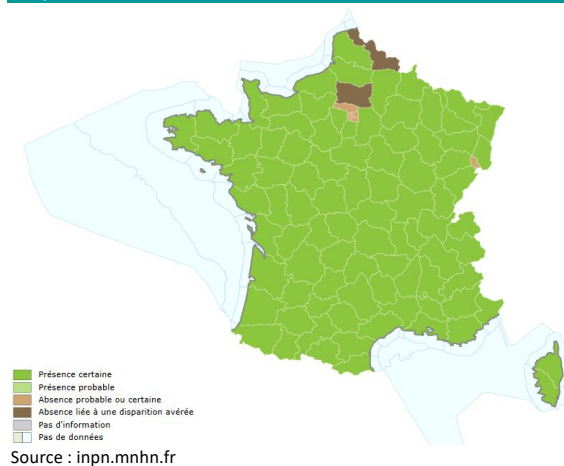 Présence certaine
Présence probable
Absence probable ou certaine
Absence liée à une disparition avérée
Pas d'information
Pas de données
Source : inpn.mnhn.fr